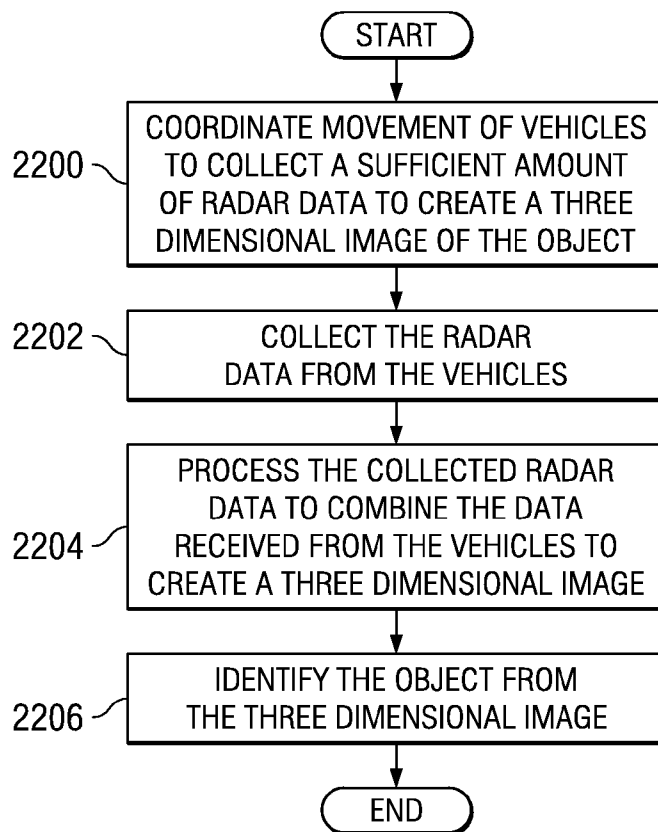 START
2200
COORDINATE MOVEMENT OF VEHICLES
TO COLLECT A SUFFICIENT AMOUNT
OF RADAR DATA TO CREATE A THREE
DIMENSIONAL IMAGE OF THE OBJECT
2202
COLLECT THE RADAR
DATA FROM THE VEHICLES
2204
PROCESS THE COLLECTED RADAR
DATA TO COMBINE THE DATA
RECEIVED FROM THE VEHICLES TO
CREATE A THREE DIMENSIONAL IMAGE
2206
IDENTIFY THE OBJECT FROM
THE THREE DIMENSIONAL IMAGE
END